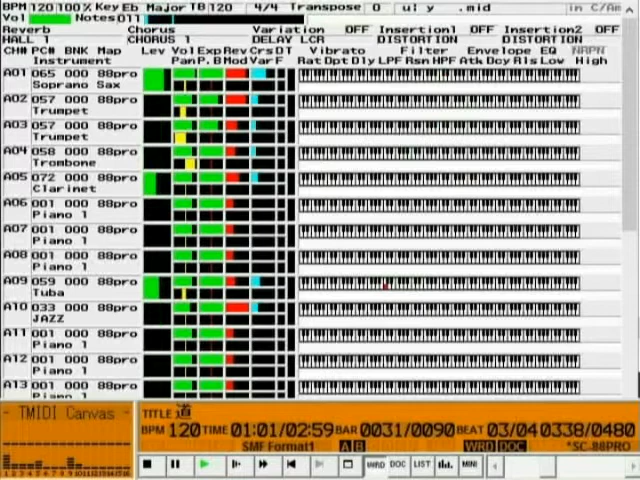 BPM 120 100% Key Eb Major TB 120 4/4 Transpose 0 .mid in C/Am
Vol Notes 011
Reverb Chorus Variation OFF Insertion1 OFF Insertion2 OFF
HALL 1 CHORUS 1 DELAY LCR DISTORTION DISTORTION
CH# PC# BNK Map Lev Vol Exp Rev Crs DT Vibrato Filter Envelope EQ NRPN
Instrument Pan P.B Mod Var F Rat Dpt Dly LPF Rsn HPF Atk Dcy Rls Low High
A01 065 000 88pro
Soprano Sax
A02 057 000 88pro
Trumpet
A03 057 000 88pro
Trumpet
A04 058 000 88pro
Trombone
A05 072 000 88pro
Clarinet
A06 001 000 88pro
Piano 1
A07 001 000 88pro
Piano 1
A08 001 000 88pro
Piano 1
A09 059 000 88pro
Tuba
A10 033 000 88pro
JAZZ
A11 001 000 88pro
Piano 1
A12 001 000 88pro
Piano 1
A13 001 000 88pro
Piano 1
- TMIDI Canvas -
TITLE 道
BPM 120 TIME 01:01/02:59 BAR 0031/0090 BEAT 03/04 0338/0480
SMF Format1 A B WRD DOC *SC-88PRO
WRD DOC LIST MINI